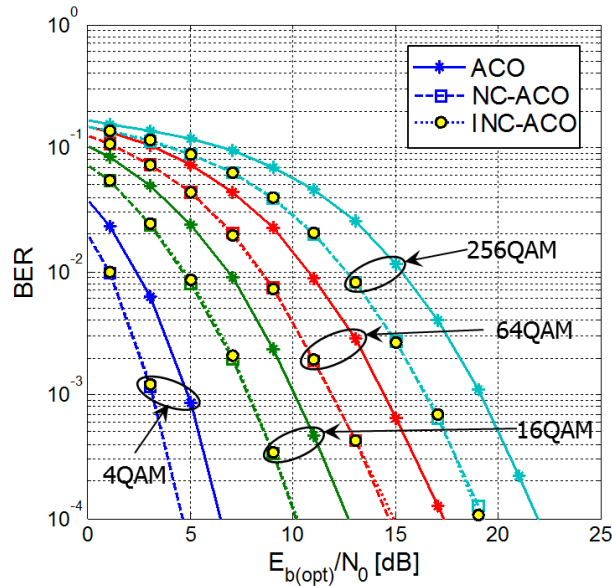 10^0
10^-1
10^-2
10^-3
10^-4
BER
ACO
NC-ACO
INC-ACO
256QAM
64QAM
16QAM
4QAM
0 5 10 15 20 25
E_b(opt)/N_0 [dB]